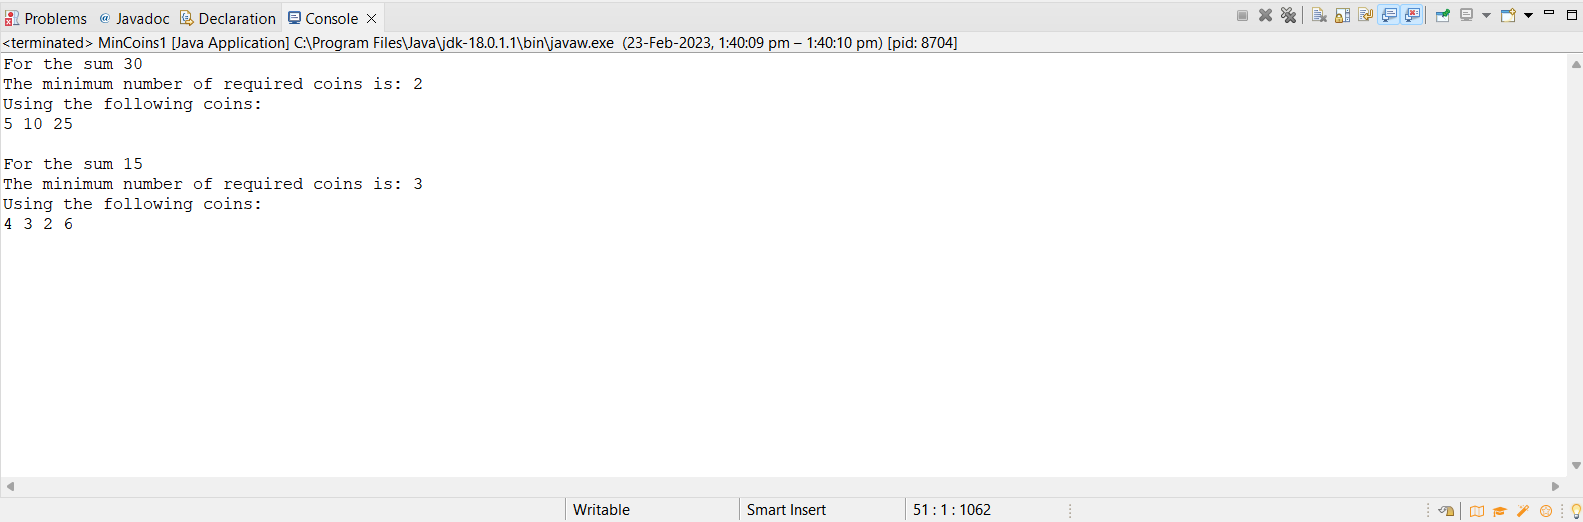 Problems @ Javadoc Declaration Console
<terminated> MinCoins1 [Java Application] C:\Program Files\Java\jdk-18.0.1.1\bin\javaw.exe (23-Feb-2023, 1:40:09 pm – 1:40:10 pm) [pid: 8704]
For the sum 30
The minimum number of required coins is: 2
Using the following coins:
5 10 25
For the sum 15
The minimum number of required coins is: 3
Using the following coins:
4 3 2 6
Writable Smart Insert 51 : 1 : 1062